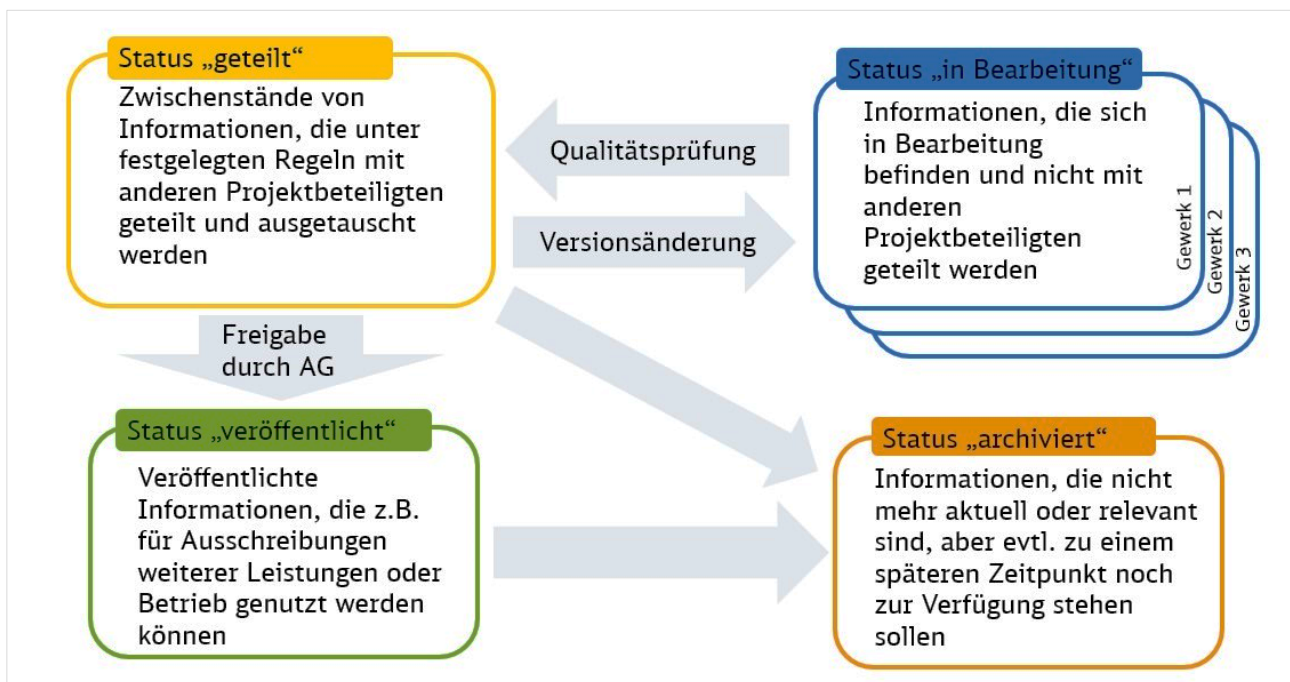 Status „geteilt“
Zwischenstände von
Informationen, die unter
festgelegten Regeln mit
anderen Projektbeteiligten
geteilt und ausgetauscht
werden
Qualitätsprüfung
Versionsänderung
Status „in Bearbeitung“
Informationen, die sich
in Bearbeitung
befinden und nicht mit
anderen
Projektbeteiligten
geteilt werden
Gewerk 1
Gewerk 2
Gewerk 3
Freigabe
durch AG
Status „veröffentlicht“
Veröffentlichte
Informationen, die z.B.
für Ausschreibungen
weiterer Leistungen oder
Betrieb genutzt werden
können
Status „archiviert“
Informationen, die nicht
mehr aktuell oder relevant
sind, aber evtl. zu einem
späteren Zeitpunkt noch
zur Verfügung stehen
sollen